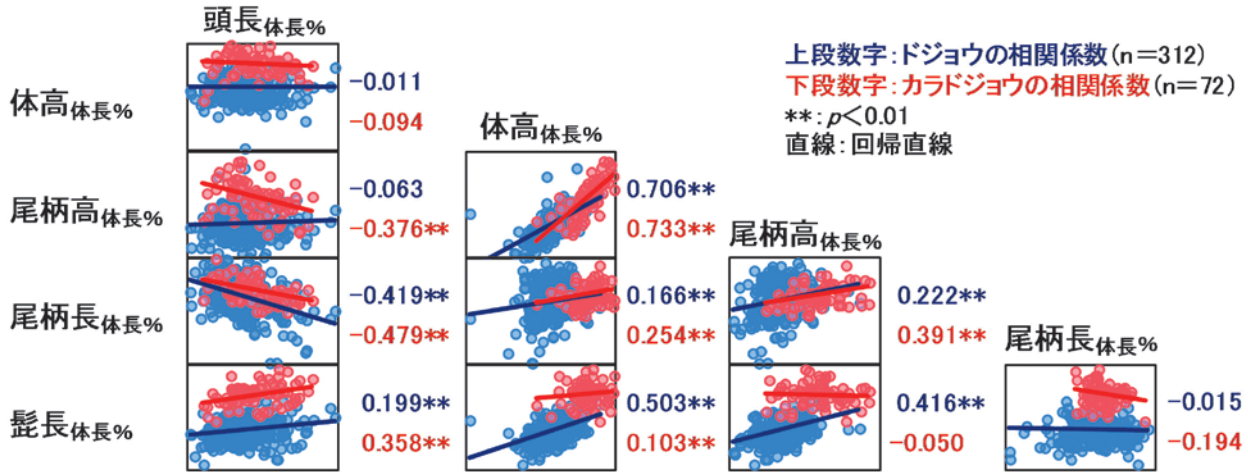 頭長体長%
上段数字:ドジョウの相関係数(n=312)
下段数字:カラドジョウの相関係数(n=72)
**:p<0.01
直線:回帰直線
体高体長%
-0.011
-0.094
体高体長%
尾柄高体長%
-0.063
-0.376**
0.706**
0.733**
尾柄高体長%
尾柄長体長%
-0.419**
-0.479**
0.166**
0.254**
0.222**
0.391**
尾柄長体長%
髭長体長%
0.199**
0.358**
0.503**
0.103**
0.416**
-0.050
-0.015
-0.194